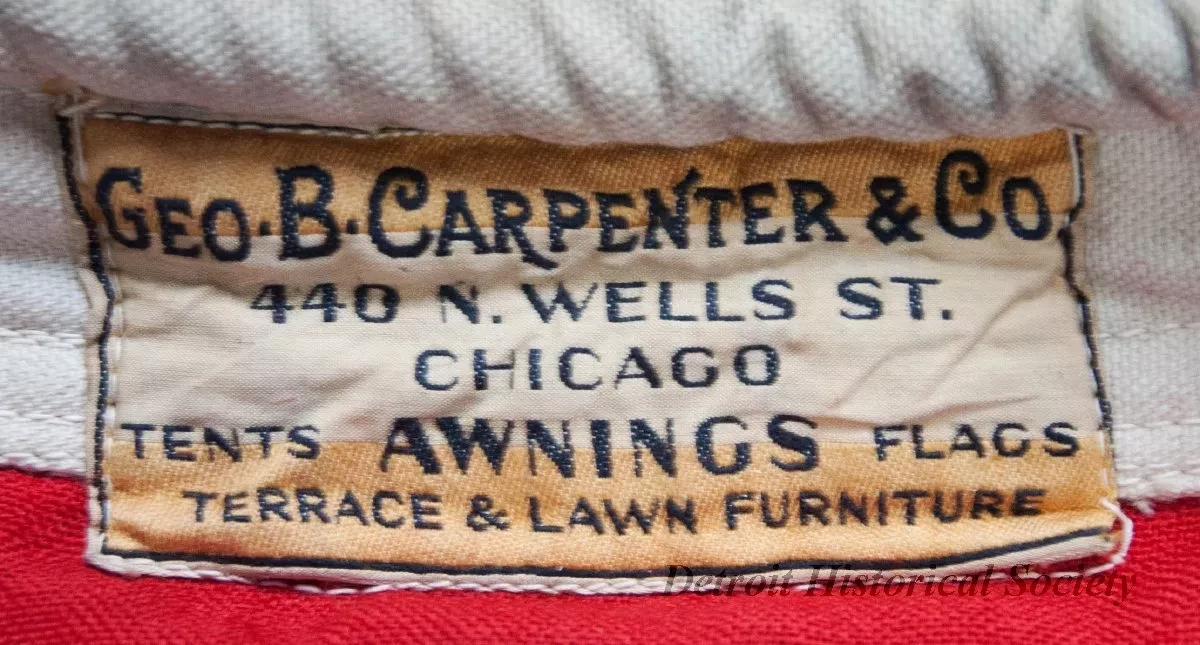 GEO. B. CARPENTER & CO.
440 N. WELLS ST.
CHICAGO
TENTS AWNINGS FLAGS
TERRACE & LAWN FURNITURE
Detroit Historical Society